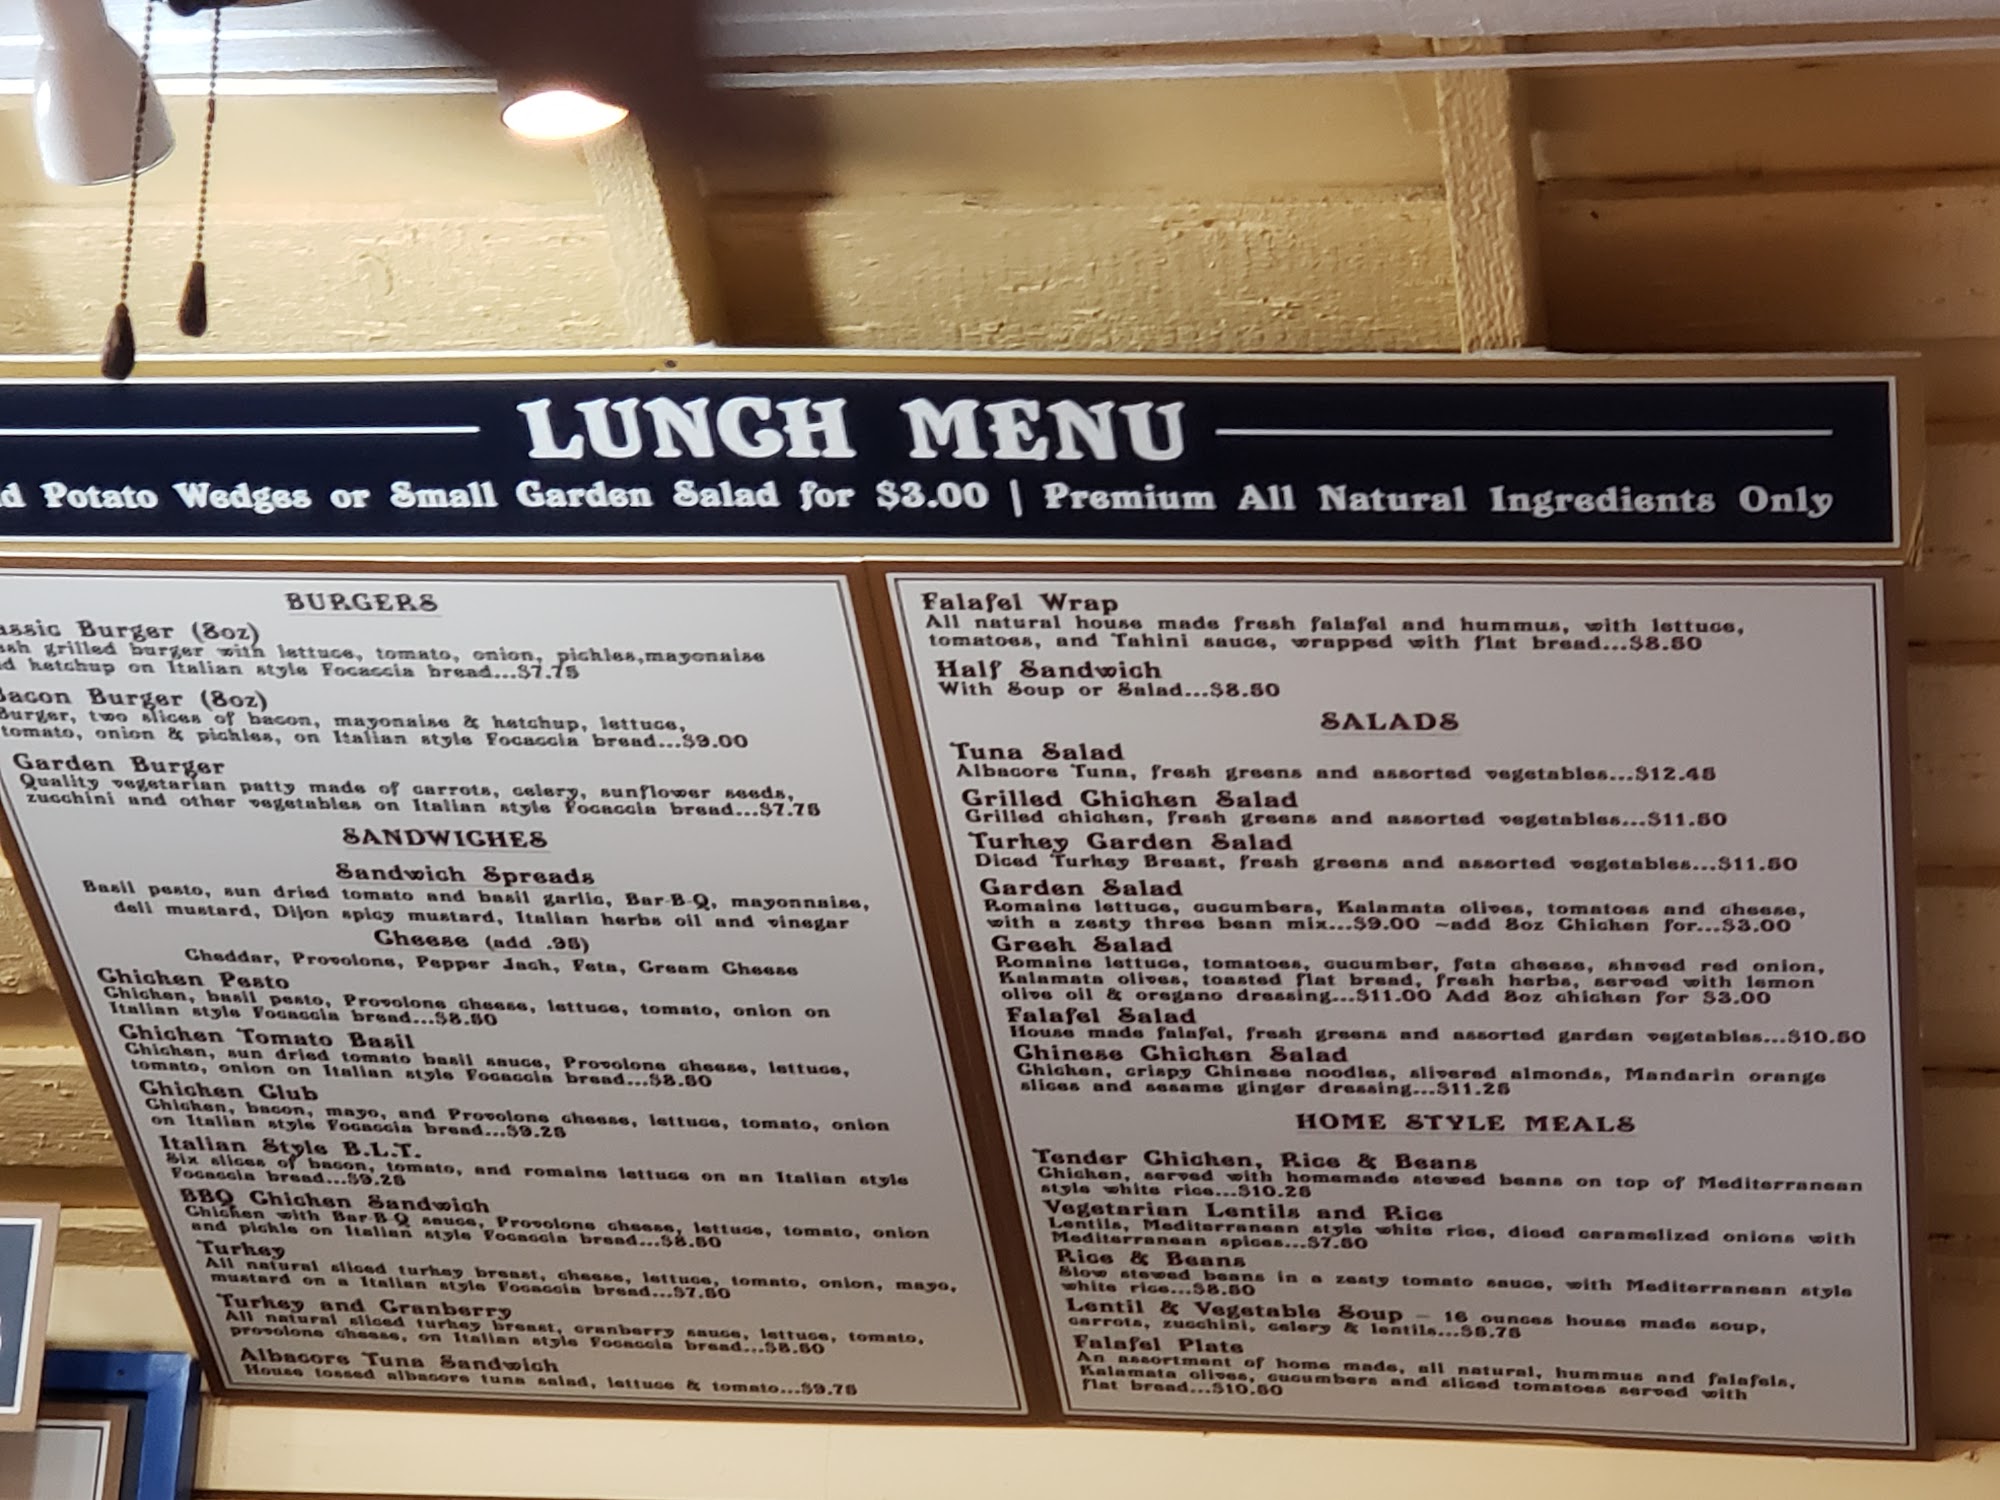 LUNCH MENU
Potato Wedges or Small Garden Salad for $3.00 | Premium All Natural Ingredients Only
BURGERS
Burger (8oz)
grilled burger with lettuce, tomato, onion, pickles,mayonaise
ketchup on Italian style Focaccia bread...$7.75
Bacon Burger (8oz)
Burger, two slices of bacon, mayonaise & ketchup, lettuce,
tomato, onion & pickles, on Italian style Focaccia bread...$9.00
Garden Burger
Quality vegetarian patty made of carrots, celery, sunflower seeds,
zucchini and other vegetables on Italian style Focaccia bread...$7.75
SANDWICHES
Sandwich Spreads
Basil pesto, sun dried tomato and basil garlic, Bar-B-Q, mayonnaise,
deli mustard, Dijon spicy mustard, Italian herbs oil and vinegar
Cheese (add .95)
Cheddar, Provolone, Pepper Jack, Feta, Cream Cheese
Chicken Pesto
Chicken, basil pesto, Provolone cheese, lettuce, tomato, onion on
Italian style Focaccia bread...$8.50
Chicken Tomato Basil
Chicken, sun dried tomato basil sauce, Provolone cheese, lettuce,
tomato, onion on Italian style Focaccia bread...$8.50
Chicken Club
Chicken, bacon, mayo, and Provolone cheese, lettuce, tomato, onion
on Italian style Focaccia bread...$9.25
Italian Style B.L.T.
Six slices of bacon, tomato, and romaine lettuce on an Italian style
Focaccia bread...$9.25
BBQ Chicken Sandwich
Chicken with Bar-B-Q sauce, Provolone cheese, lettuce, tomato, onion
and pickle on Italian style Focaccia bread...$8.50
Turkey
All natural sliced turkey breast, cheese, lettuce, tomato, onion, mayo,
mustard on a Italian style Focaccia bread...$7.50
Turkey and Cranberry
All natural sliced turkey breast, cranberry sauce, lettuce, tomato,
provolone cheese, on Italian style Focaccia bread...$8.50
Albacore Tuna Sandwich
House tossed albacore tuna salad, lettuce & tomato...$9.75
Falafel Wrap
All natural house made fresh falafel and hummus, with lettuce,
tomatoes, and Tahini sauce, wrapped with flat bread...$8.50
Half Sandwich
With Soup or Salad...$8.50
SALADS
Tuna Salad
Albacore Tuna, fresh greens and assorted vegetables...$12.45
Grilled Chicken Salad
Grilled chicken, fresh greens and assorted vegetables...$11.50
Turkey Garden Salad
Diced Turkey Breast, fresh greens and assorted vegetables...$11.50
Garden Salad
Romaine lettuce, cucumbers, Kalamata olives, tomatoes and cheese,
with a zesty three bean mix...$9.00 ~add 8oz Chicken for...$3.00
Greek Salad
Romaine lettuce, tomatoes, cucumber, feta cheese, shaved red onion,
Kalamata olives, toasted flat bread, fresh herbs, served with lemon
olive oil & oregano dressing...$11.00 Add 8oz chicken for $3.00
Falafel Salad
House made falafel, fresh greens and assorted garden vegetables...$10.50
Chinese Chicken Salad
Chicken, crispy Chinese noodles, slivered almonds, Mandarin orange
slices and sesame ginger dressing...$11.25
HOME STYLE MEALS
Tender Chicken, Rice & Beans
Chicken, served with homemade stewed beans on top of Mediterranean
style white rice...$10.25
Vegetarian Lentils and Rice
Lentils, Mediterranean style white rice, diced caramelized onions with
Mediterranean spices...$7.50
Rice & Beans
Slow stewed beans in a zesty tomato sauce, with Mediterranean style
white rice...$8.50
Lentil & Vegetable Soup – 16 ounces house made soup,
carrots, zucchini, celery & lentils...$6.75
Falafel Plate
An assortment of home made, all natural, hummus and falafels,
Kalamata olives, cucumbers and sliced tomatoes served with
flat bread...$10.50